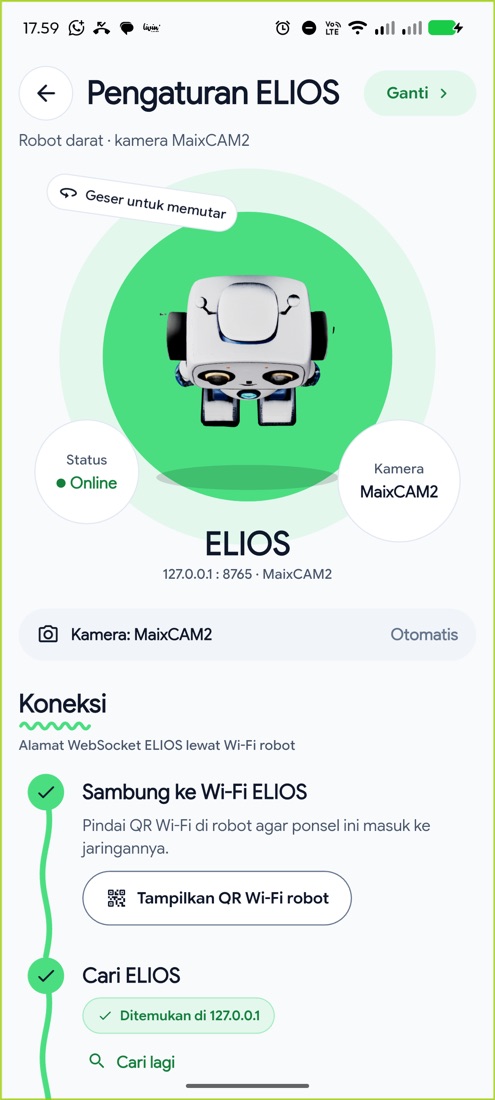 17.59
Vo))
LTE
Pengaturan ELIOS
Ganti
Robot darat · kamera MaixCAM2
Geser untuk memutar
Status
Online
Kamera
MaixCAM2
ELIOS
127.0.0.1 : 8765 · MaixCAM2
Kamera: MaixCAM2
Otomatis
Koneksi
Alamat WebSocket ELIOS lewat Wi-Fi robot
Sambung ke Wi-Fi ELIOS
Pindai QR Wi-Fi di robot agar ponsel ini masuk ke
jaringannya.
Tampilkan QR Wi-Fi robot
Cari ELIOS
Ditemukan di 127.0.0.1
Cari lagi